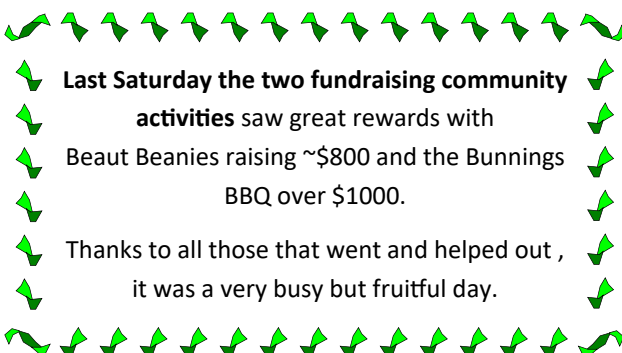 Last Saturday the two fundraising community
activities saw great rewards with
Beaut Beanies raising ~$800 and the Bunnings
BBQ over $1000.
Thanks to all those that went and helped out ,
it was a very busy but fruitful day.